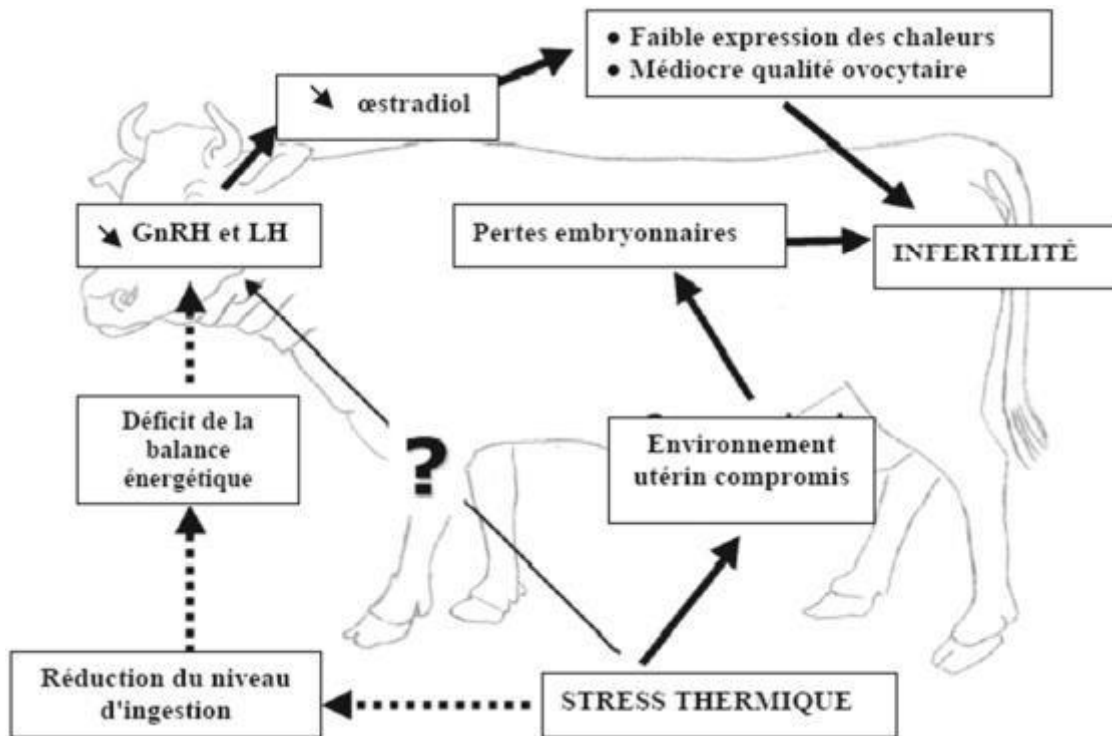 ● Faible expression des chaleurs
● Médiocre qualité ovocytaire
↘ œstradiol
↘ GnRH et LH
Pertes embryonnaires
INFERTILITÉ
Déficit de la
balance
énergétique
?
Environnement
utérin compromis
Réduction du niveau
d'ingestion
STRESS THERMIQUE